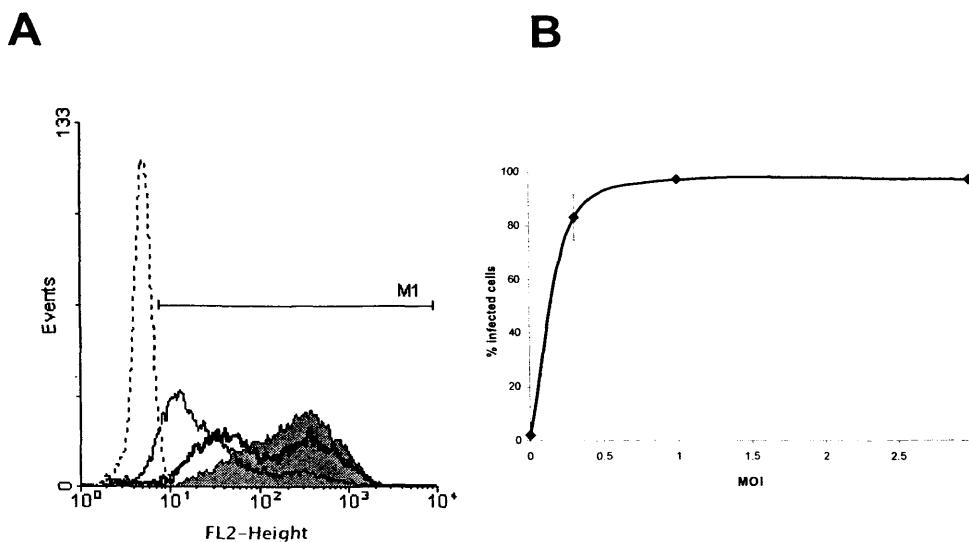 A
B
133
Events
0
M1
10⁰ 10¹ 10² 10³ 10⁴
FL2-Height
100
80
60
40
20
0
% infected cells
0 0.5 1 1.5 2 2.5
MOI